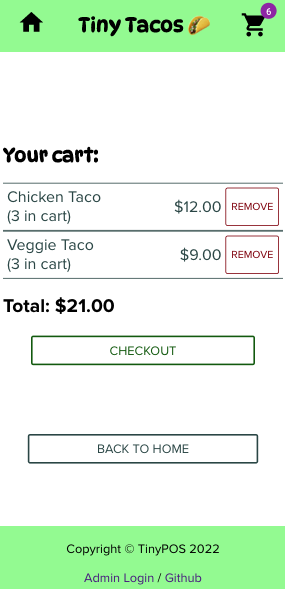 Tiny Tacos 🌮
6
Your cart:
Chicken Taco
(3 in cart)
$12.00
REMOVE
Veggie Taco
(3 in cart)
$9.00
REMOVE
Total: $21.00
CHECKOUT
BACK TO HOME
Copyright © TinyPOS 2022
Admin Login / Github